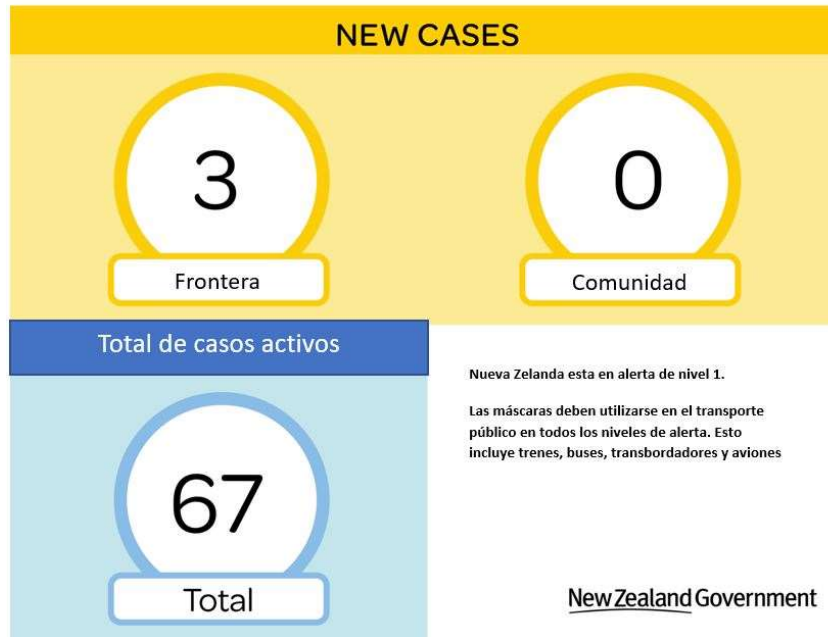 NEW CASES
3
0
Frontera
Comunidad
Total de casos activos
67
Total
Nueva Zelanda esta en alerta de nivel 1.
Las máscaras deben utilizarse en el transporte
público en todos los niveles de alerta. Esto
incluye trenes, buses, transbordadores y aviones
New Zealand Government